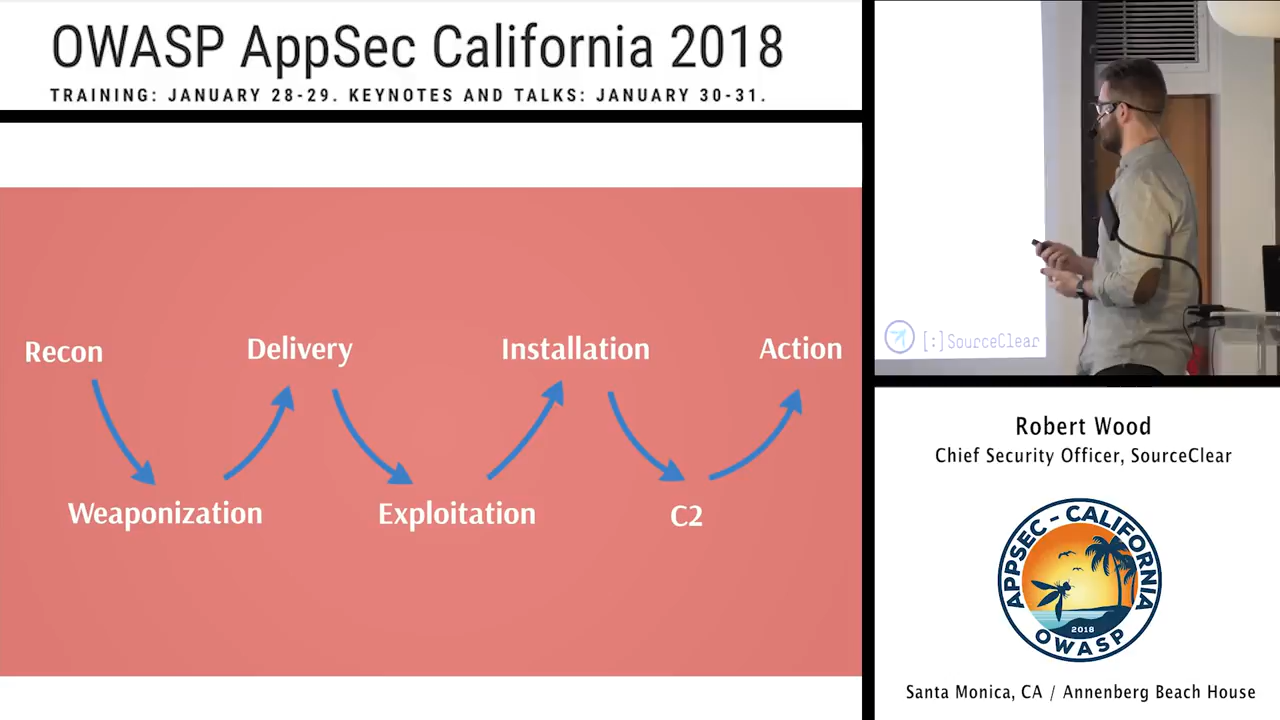 OWASP AppSec California 2018
TRAINING: JANUARY 28-29. KEYNOTES AND TALKS: JANUARY 30-31.
Recon
Delivery
Installation
Action
Weaponization
Exploitation
C2
[:]SourceClear
Robert Wood
Chief Security Officer, SourceClear
APPSEC - CALIFORNIA
2018
OWASP
Santa Monica, CA / Annenberg Beach House